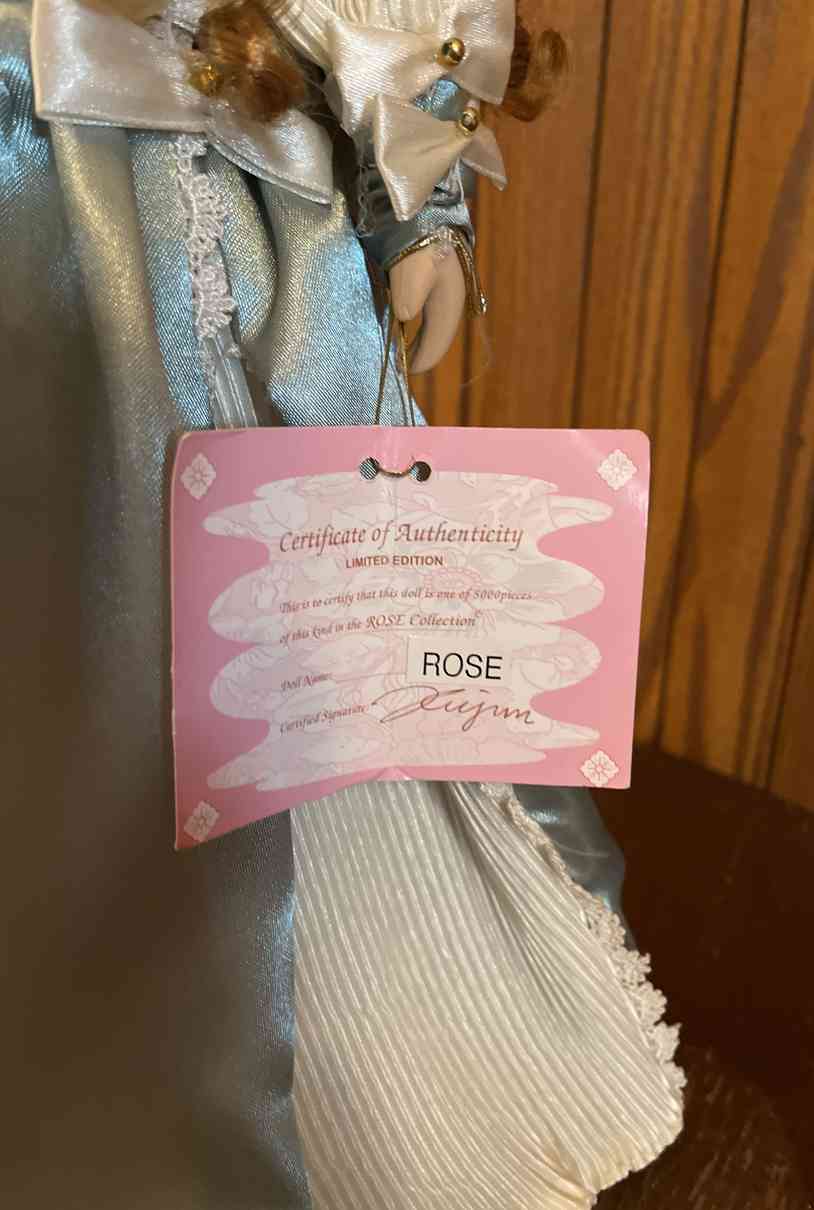 Certificate of Authenticity
LIMITED EDITION
This is to certify that this doll is one of 5000pieces
of this kind in the ROSE Collection©
Doll Name: ROSE
Certified Signature: